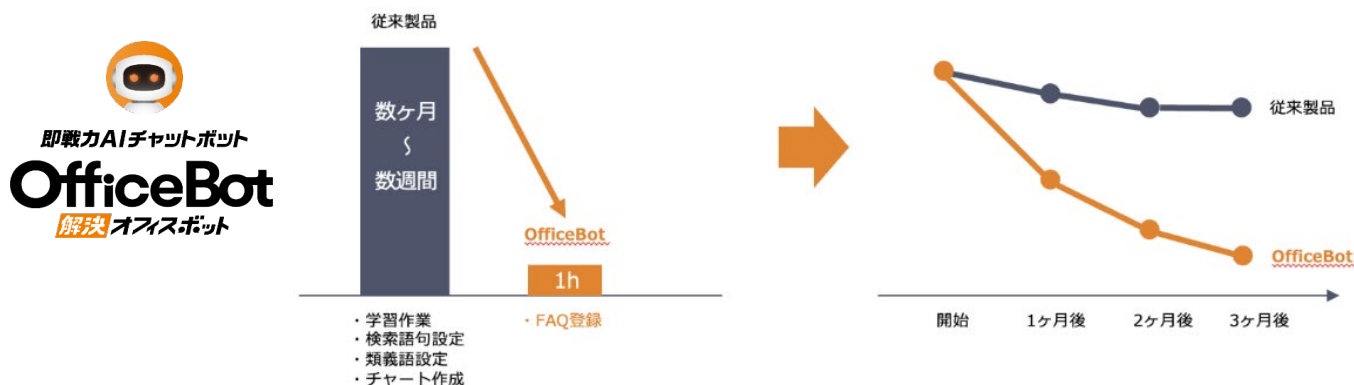 即戦力AIチャットボット
OfficeBot
解決オフィスボット
従来製品
数ヶ月
~
数週間
OfficeBot
1h
・学習作業
・検索語句設定
・類義語設定
・チャート作成
・FAQ登録
従来製品
OfficeBot
開始
1ヶ月後
2ヶ月後
3ヶ月後